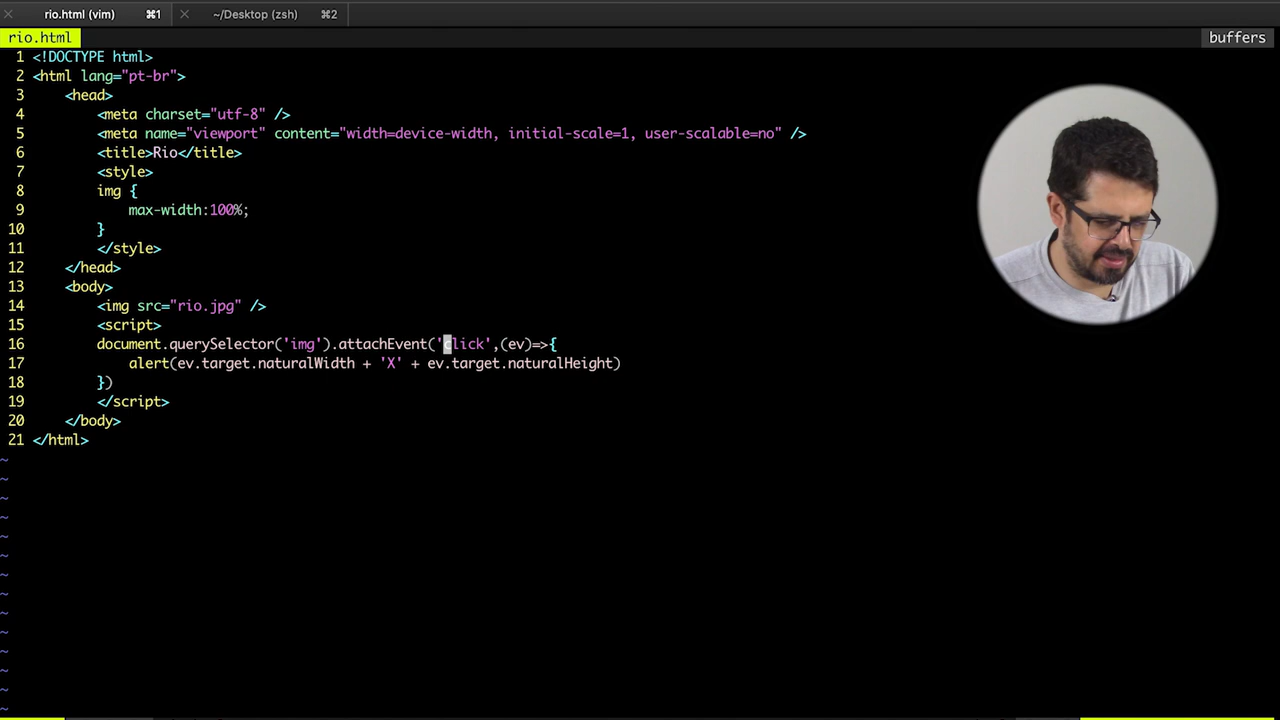 rio.html (vim) ⌘1 ~/Desktop (zsh) ⌘2
rio.html buffers
1 <!DOCTYPE html>
2 <html lang="pt-br">
3     <head>
4         <meta charset="utf-8" />
5         <meta name="viewport" content="width=device-width, initial-scale=1, user-scalable=no" />
6         <title>Rio</title>
7         <style>
8         img {
9             max-width:100%;
10         }
11         </style>
12     </head>
13     <body>
14         <img src="rio.jpg" />
15         <script>
16         document.querySelector('img').attachEvent('click',(ev)=>{
17             alert(ev.target.naturalWidth + 'X' + ev.target.naturalHeight)
18         })
19         </script>
20     </body>
21 </html>
~
~
~
~
~
~
~
~
~
~
~
~
~
~